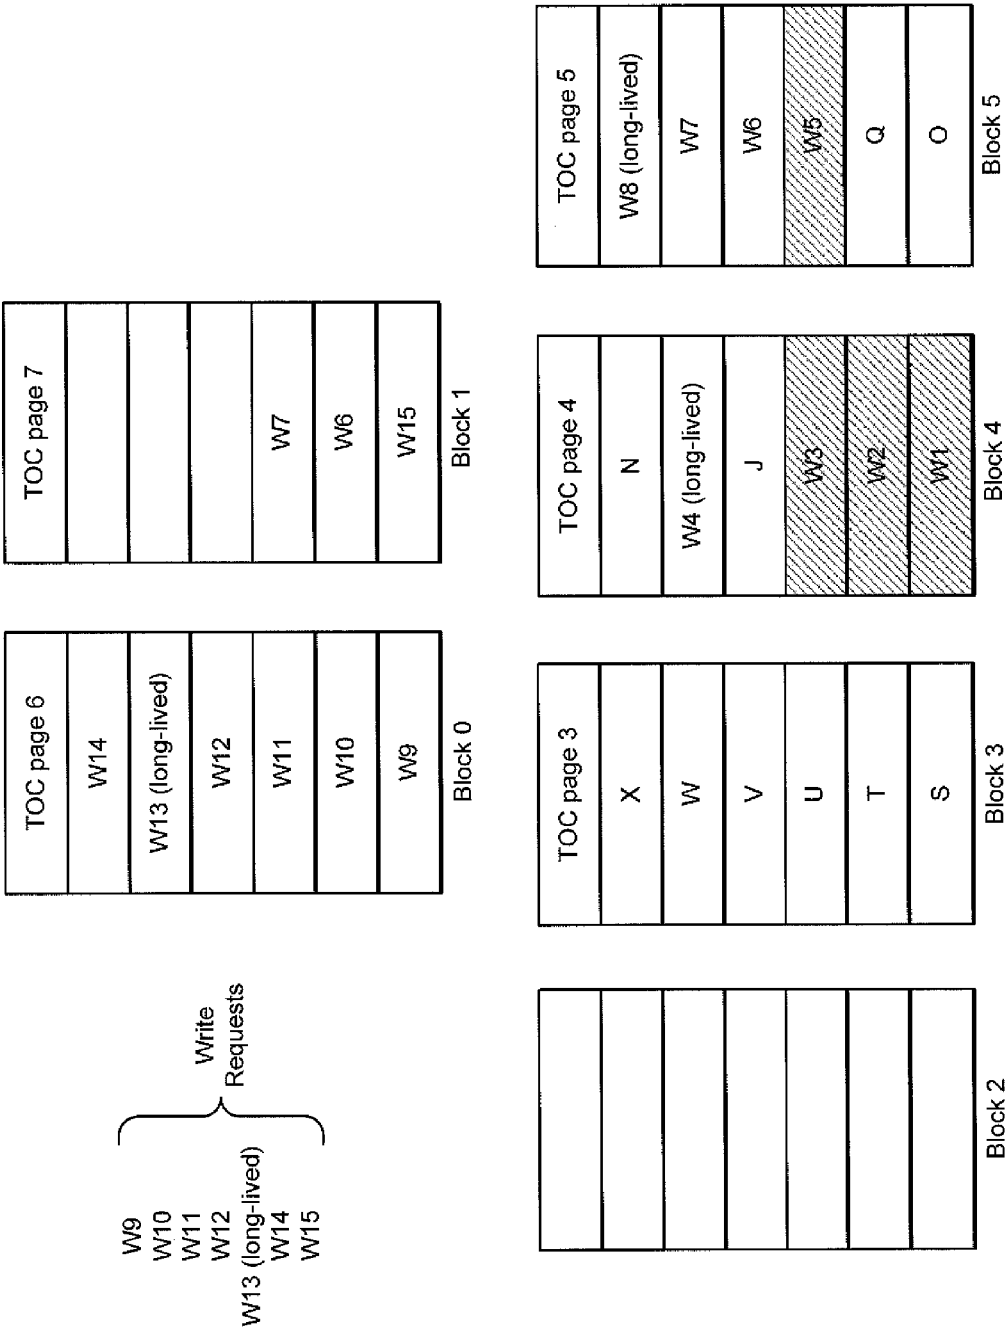 W9
W10
W11
W12
W13 (long-lived)
W14
W15
Write
Requests
TOC page 6
W14
W13 (long-lived)
W12
W11
W10
W9
Block 0
TOC page 7
W7
W6
W15
Block 1
Block 2
TOC page 3
X
W
V
U
T
S
Block 3
TOC page 4
N
W4 (long-lived)
J
W3
W2
W1
Block 4
TOC page 5
W8 (long-lived)
W7
W6
W5
Q
O
Block 5